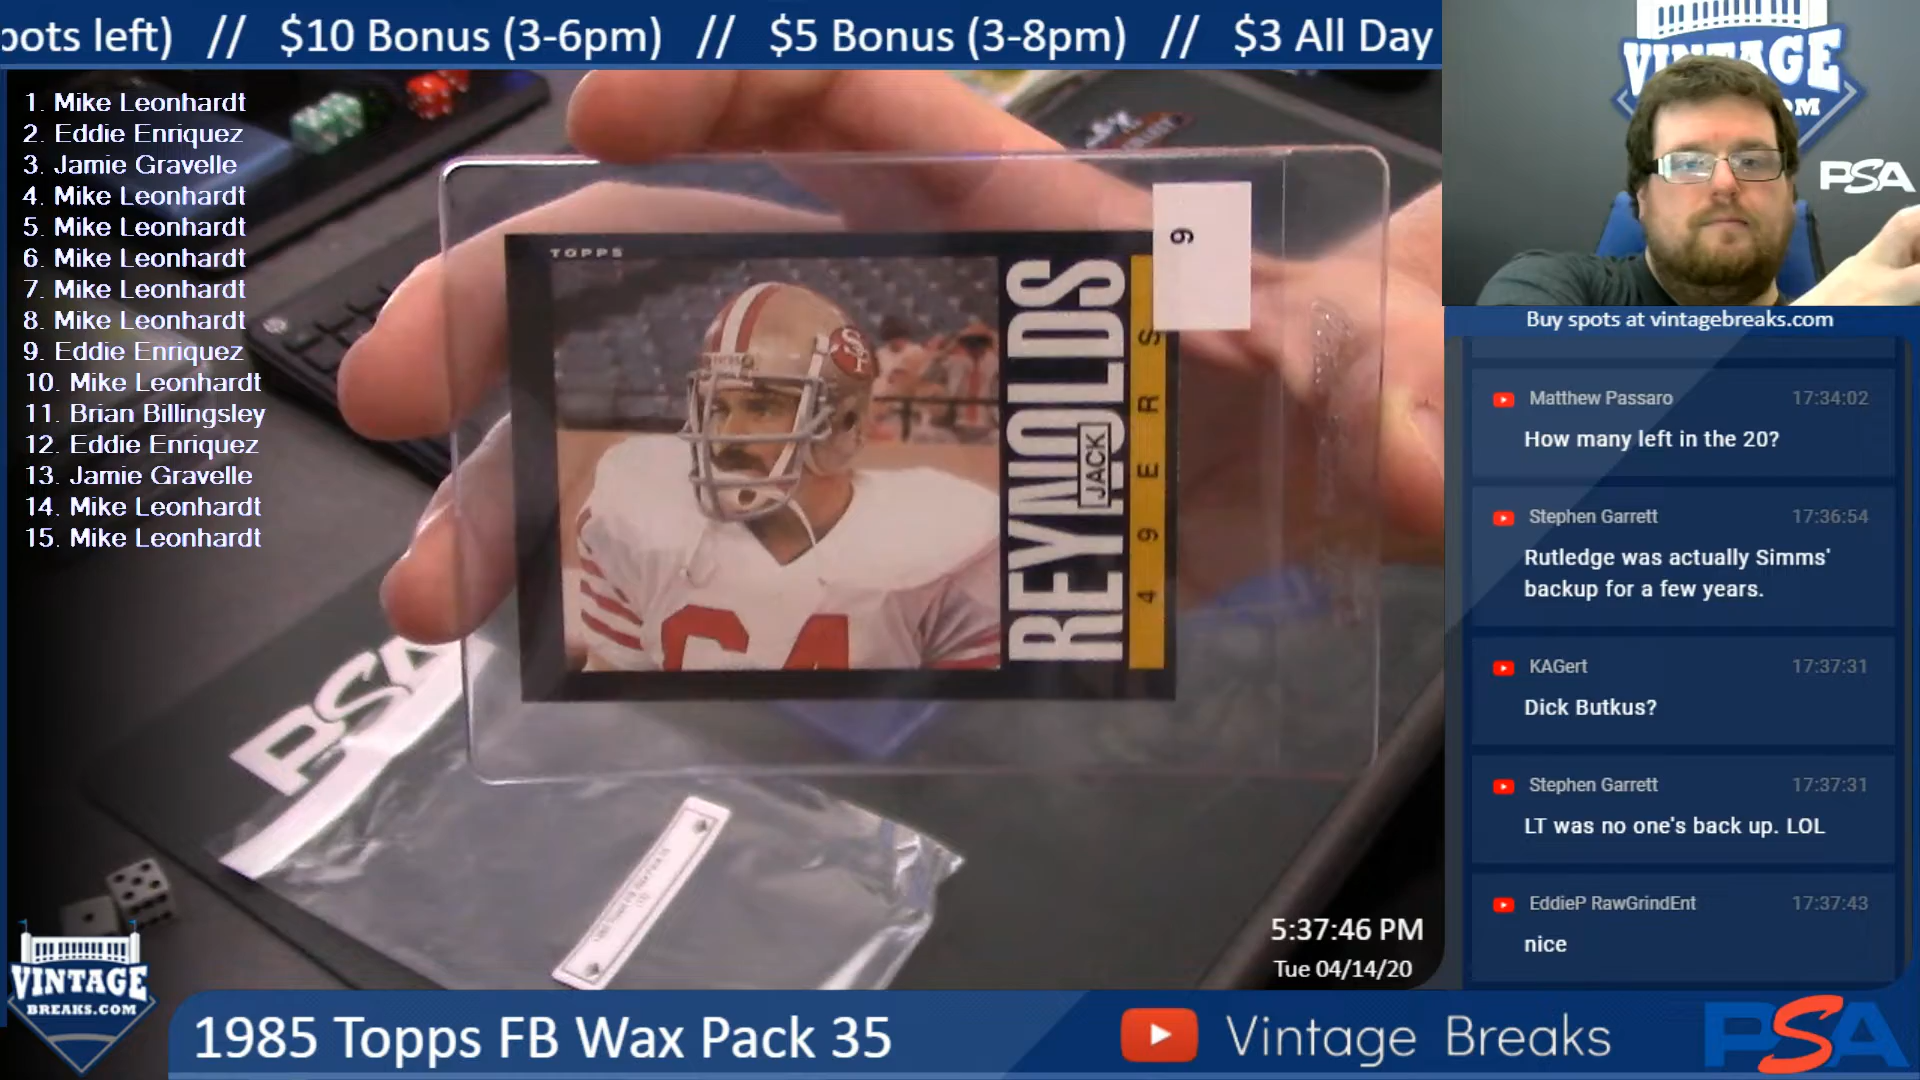 pots left) // $10 Bonus (3-6pm) // $5 Bonus (3-8pm) // $3 All Day
1. Mike Leonhardt
2. Eddie Enriquez
3. Jamie Gravelle
4. Mike Leonhardt
5. Mike Leonhardt
6. Mike Leonhardt
7. Mike Leonhardt
8. Mike Leonhardt
9. Eddie Enriquez
10. Mike Leonhardt
11. Brian Billingsley
12. Eddie Enriquez
13. Jamie Gravelle
14. Mike Leonhardt
15. Mike Leonhardt
TOPPS
REYNOLDS
JACK
49ERS
9
SF
64
PSA
VINTAGE
PSA
Buy spots at vintagebreaks.com
Matthew Passaro 17:34:02
How many left in the 20?
Stephen Garrett 17:36:54
Rutledge was actually Simms'
backup for a few years.
KAGert 17:37:31
Dick Butkus?
Stephen Garrett 17:37:31
LT was no one's back up. LOL
EddieP RawGrindEnt 17:37:43
nice
5:37:46 PM
Tue 04/14/20
VINTAGE
BREAKS.COM
1985 Topps FB Wax Pack 35
Vintage Breaks
PSA